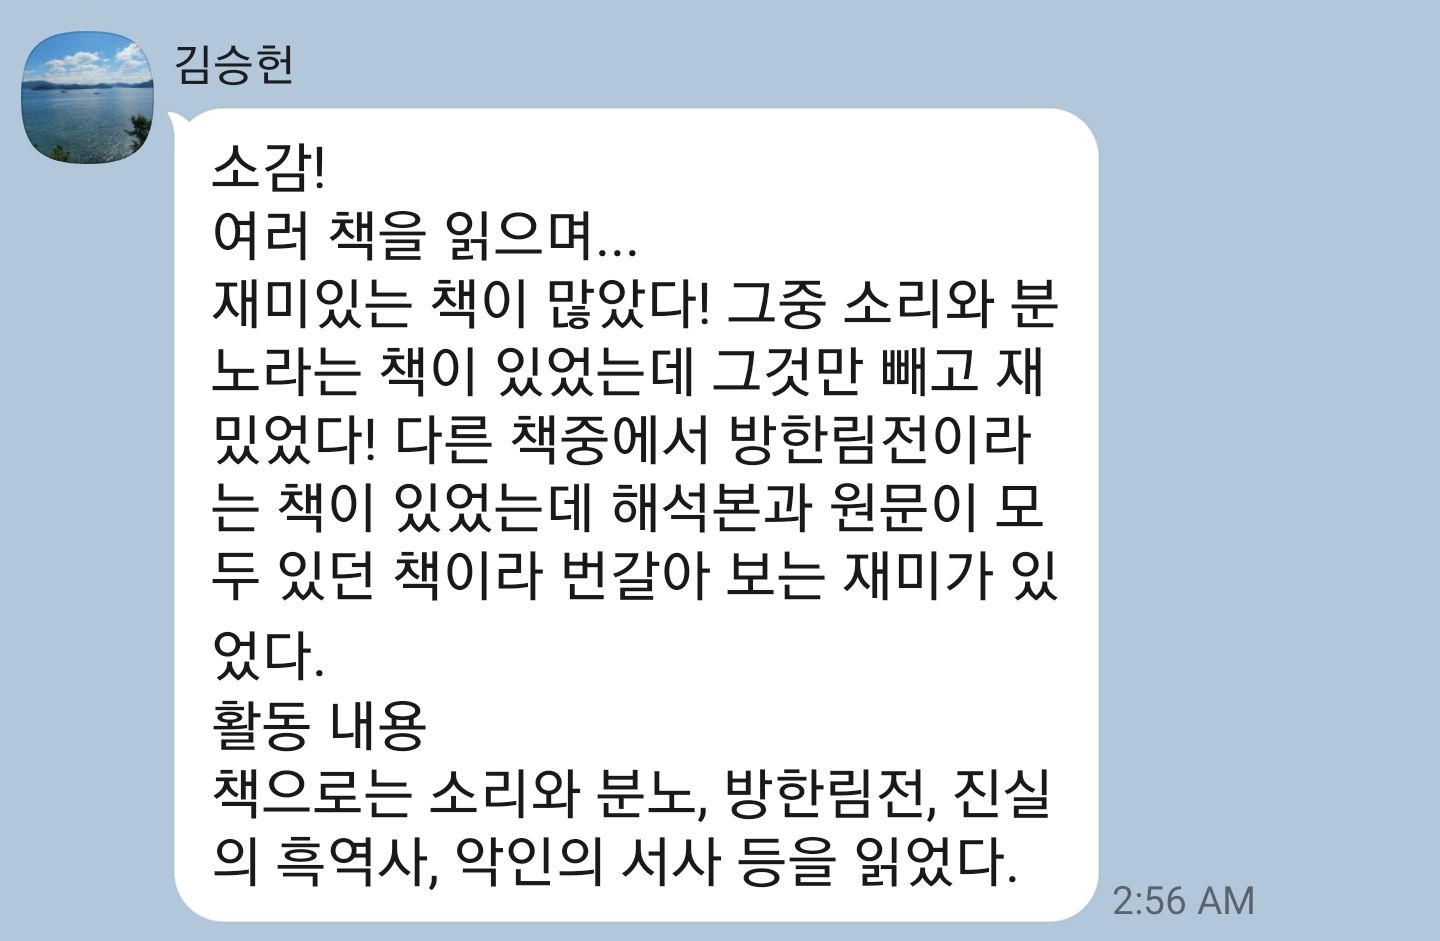 김승헌
소감!
여러 책을 읽으며...
재미있는 책이 많았다! 그중 소리와 분
노라는 책이 있었는데 그것만 빼고 재
밌었다! 다른 책중에서 방한림전이라
는 책이 있었는데 해석본과 원문이 모
두 있던 책이라 번갈아 보는 재미가 있
었다.
활동 내용
책으로는 소리와 분노, 방한림전, 진실
의 흑역사, 악인의 서사 등을 읽었다.
2:56 AM